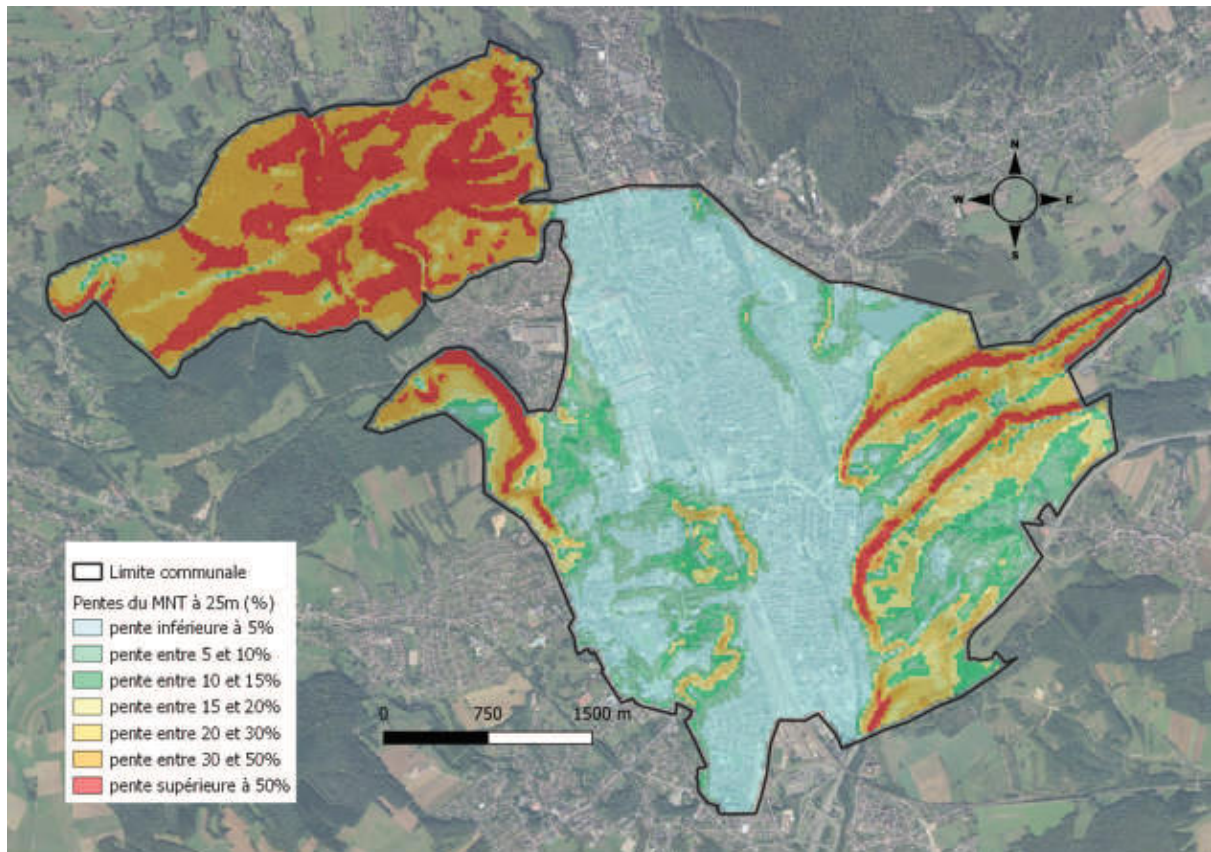 N
W E
S
Limite communale
Pentes du MNT à 25m (%)
pente inférieure à 5%
pente entre 5 et 10%
pente entre 10 et 15%
pente entre 15 et 20%
pente entre 20 et 30%
pente entre 30 et 50%
pente supérieure à 50%
0 750 1500 m